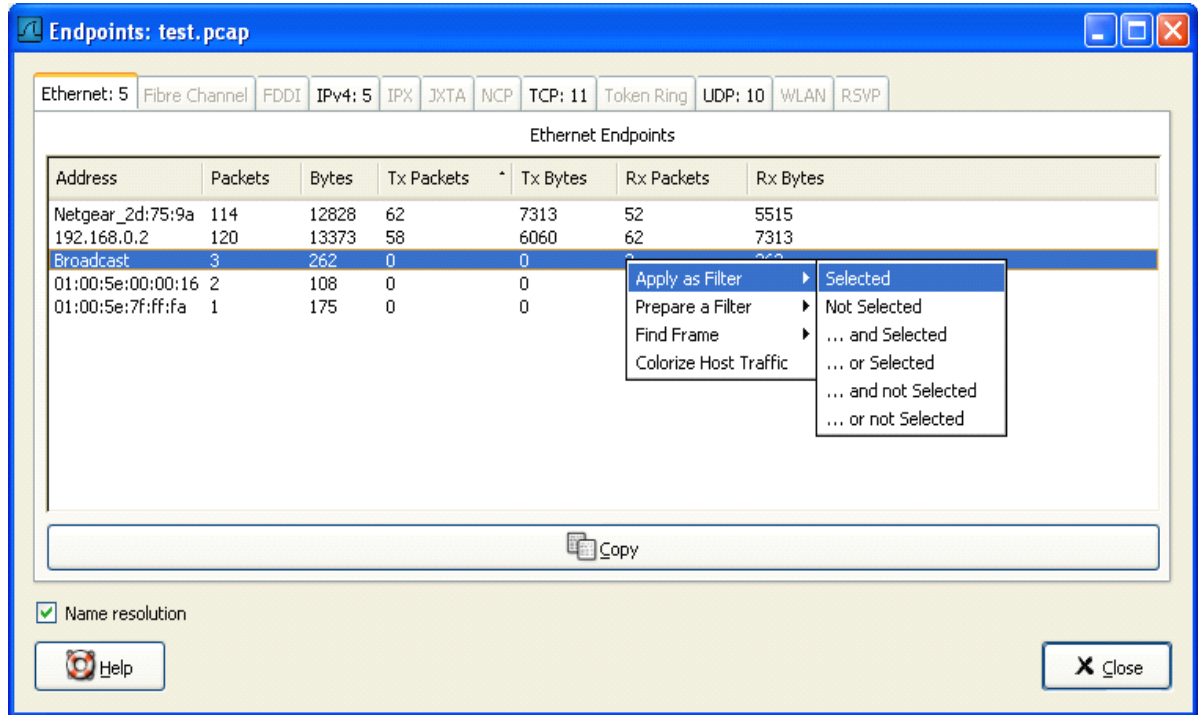 Endpoints: test.pcap
Ethernet: 5 Fibre Channel FDDI IPv4: 5 IPX JXTA NCP TCP: 11 Token Ring UDP: 10 WLAN RSVP
Ethernet Endpoints
Address Packets Bytes Tx Packets Tx Bytes Rx Packets Rx Bytes
Netgear_2d:75:9a 114 12828 62 7313 52 5515
192.168.0.2 120 13373 58 6060 62 7313
Broadcast 3 262 0 0
01:00:5e:00:00:16 2 108 0 0
01:00:5e:7f:ff:fa 1 175 0 0
Apply as Filter
Prepare a Filter
Find Frame
Colorize Host Traffic
Selected
Not Selected
... and Selected
... or Selected
... and not Selected
... or not Selected
Copy
Name resolution
Help
Close